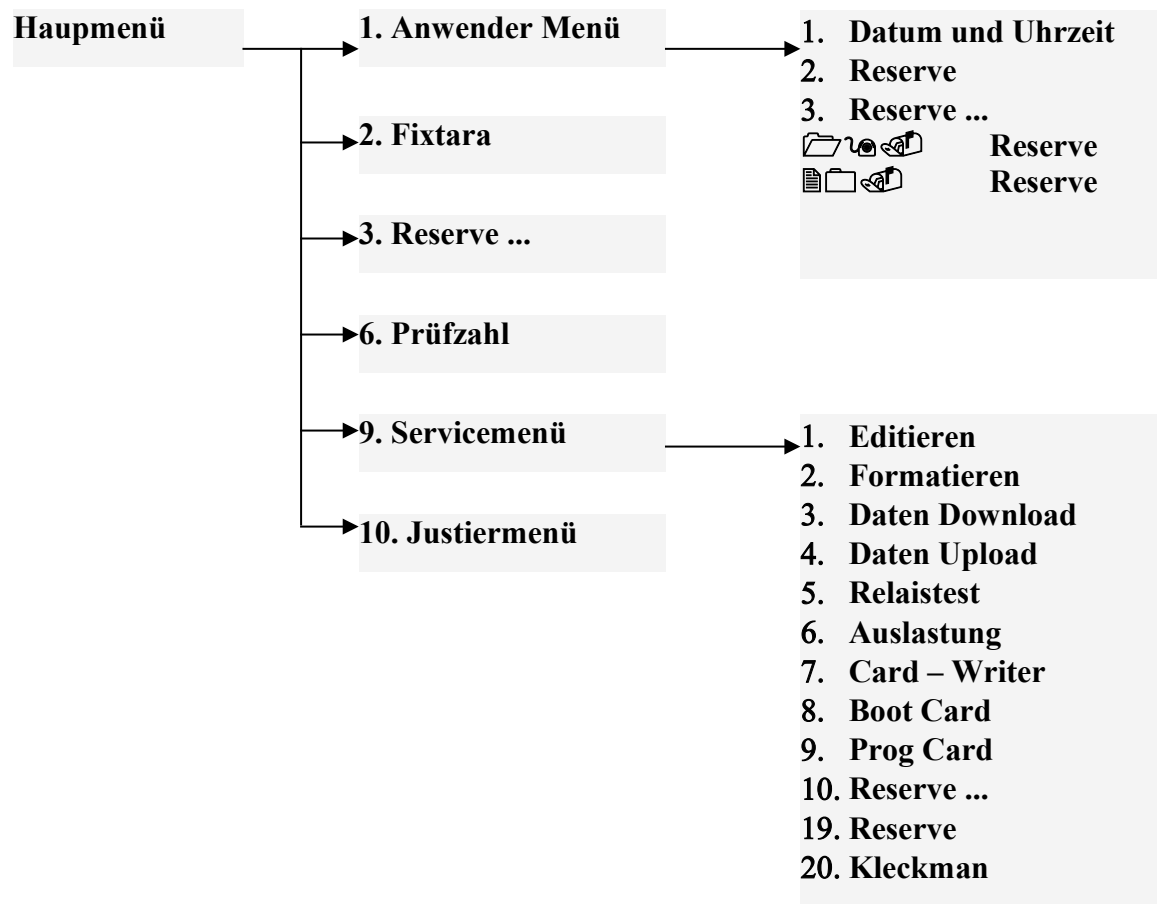 Haupmenü
1. Anwender Menü
2. Fixtara
3. Reserve ...
6. Prüfzahl
9. Servicemenü
10. Justiermenü
1. Datum und Uhrzeit
2. Reserve
3. Reserve ...
🗁🖜🖎 Reserve
🗎🗀🖎 Reserve
1. Editieren
2. Formatieren
3. Daten Download
4. Daten Upload
5. Relaistest
6. Auslastung
7. Card – Writer
8. Boot Card
9. Prog Card
10. Reserve ...
19. Reserve
20. Kleckman